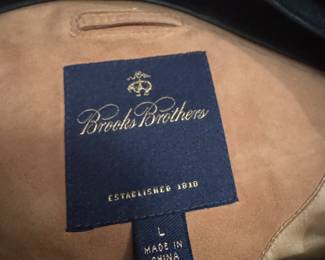 Brooks Brothers
ESTABLISHED 1818
L
MADE IN
CHINA